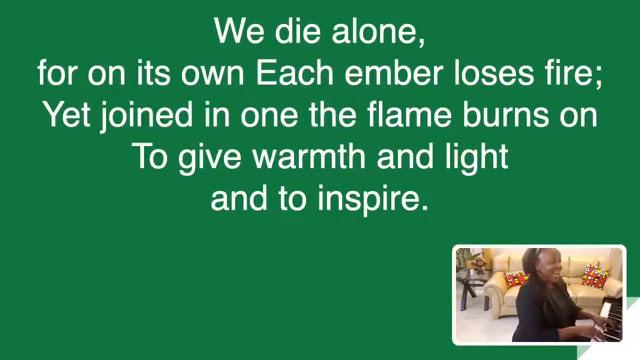 We die alone,
for on its own Each ember loses fire;
Yet joined in one the flame burns on
To give warmth and light
and to inspire.